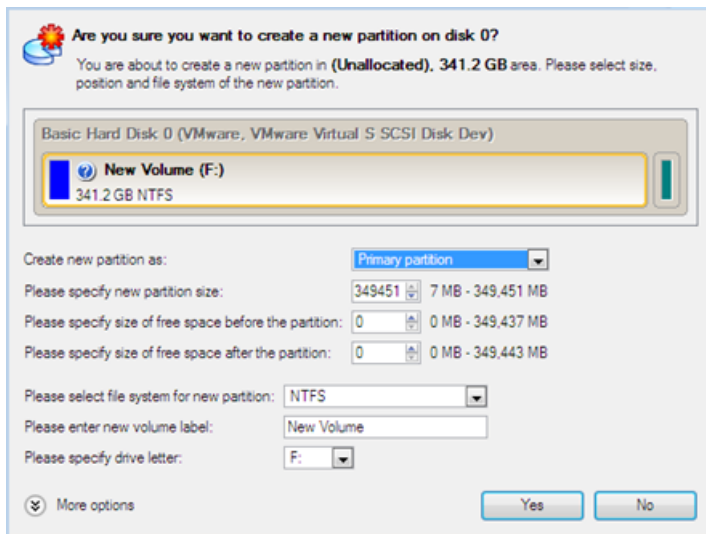 Are you sure you want to create a new partition on disk 0?
You are about to create a new partition in (Unallocated), 341.2 GB area. Please select size,
position and file system of the new partition.
Basic Hard Disk 0 (VMware, VMware Virtual S SCSI Disk Dev)
New Volume (F:)
341.2 GB NTFS
Create new partition as: Primary partition
Please specify new partition size: 349451 7 MB - 349,451 MB
Please specify size of free space before the partition: 0 0 MB - 349,437 MB
Please specify size of free space after the partition: 0 0 MB - 349,443 MB
Please select file system for new partition: NTFS
Please enter new volume label: New Volume
Please specify drive letter: F:
More options Yes No